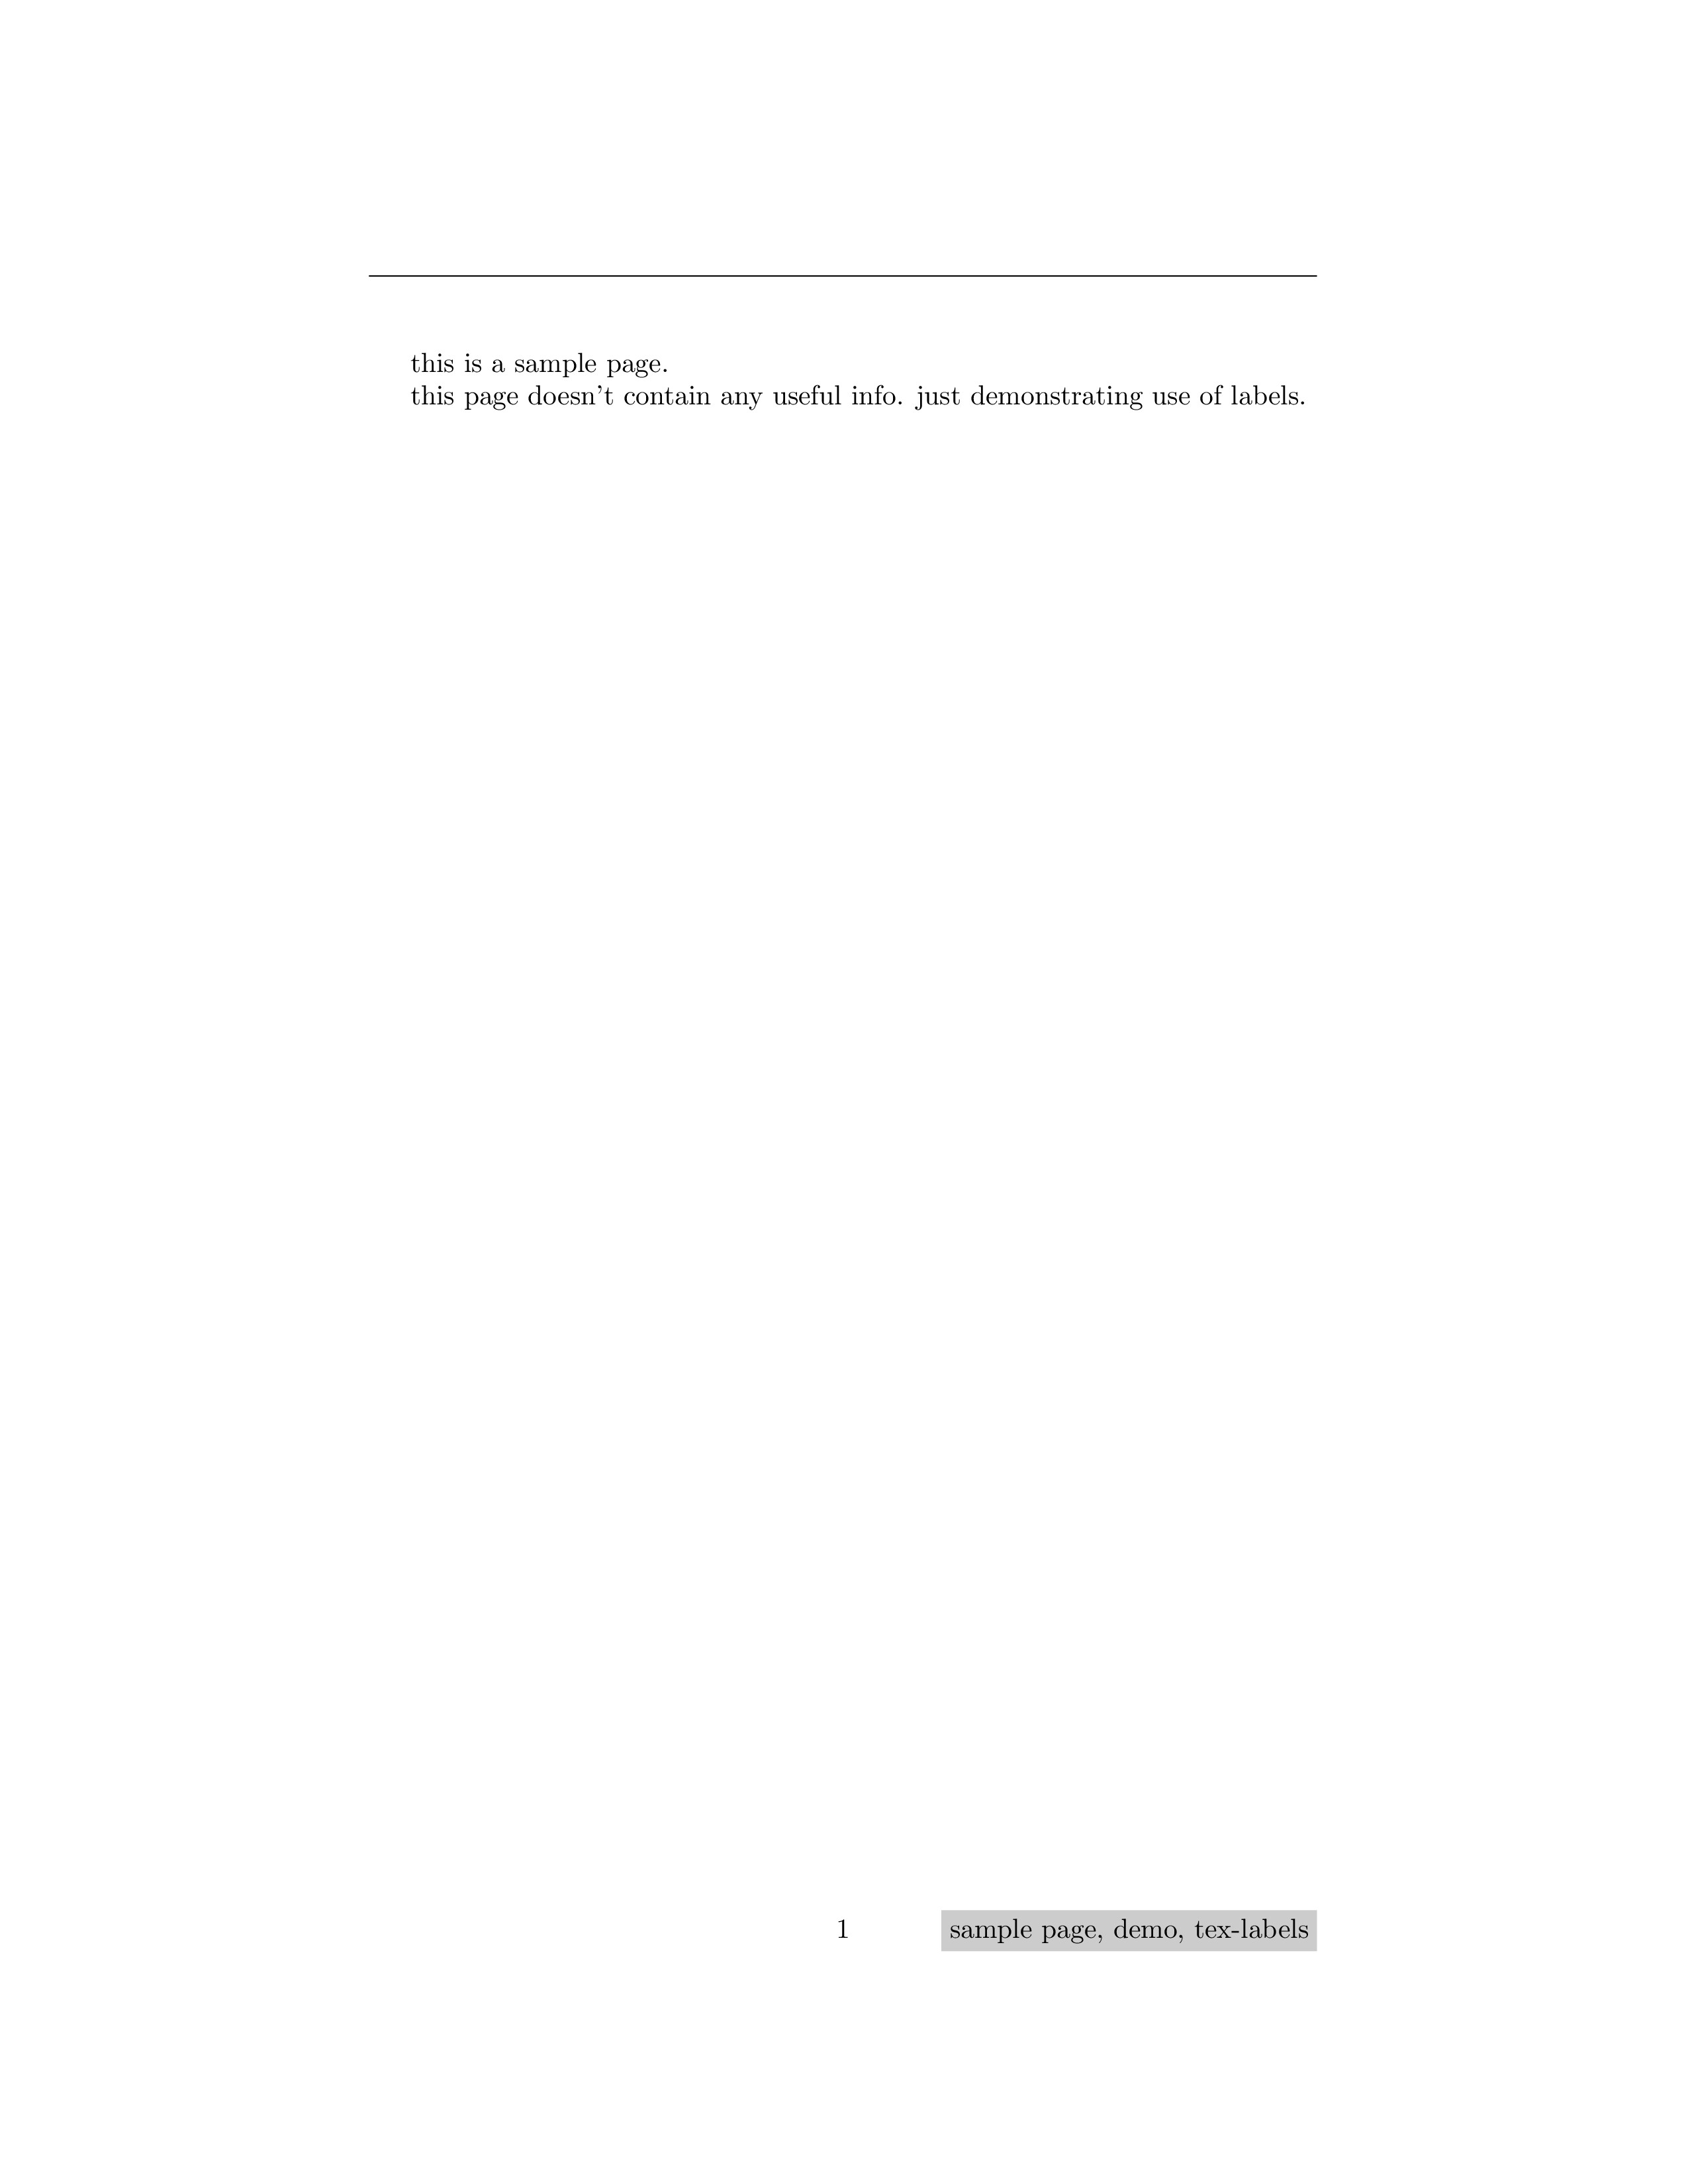 this is a sample page.
this page doesn't contain any useful info. just demonstrating use of labels.
1
sample page, demo, tex-labels